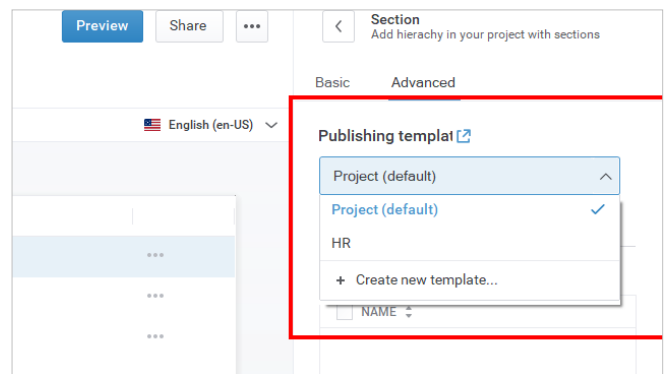 Preview
Share
•••
Section
Add hierachy in your project with sections
Basic
Advanced
English (en-US)
Publishing templat
Project (default)
Project (default)
HR
+ Create new template...
NAME